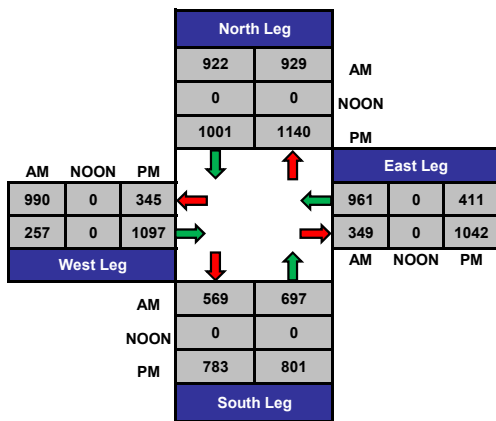 North Leg
922 929 AM
0 0 NOON
1001 1140 PM
AM NOON PM East Leg
990 0 345 961 0 411
257 0 1097 349 0 1042
West Leg AM NOON PM
AM 569 697
NOON 0 0
PM 783 801
South Leg